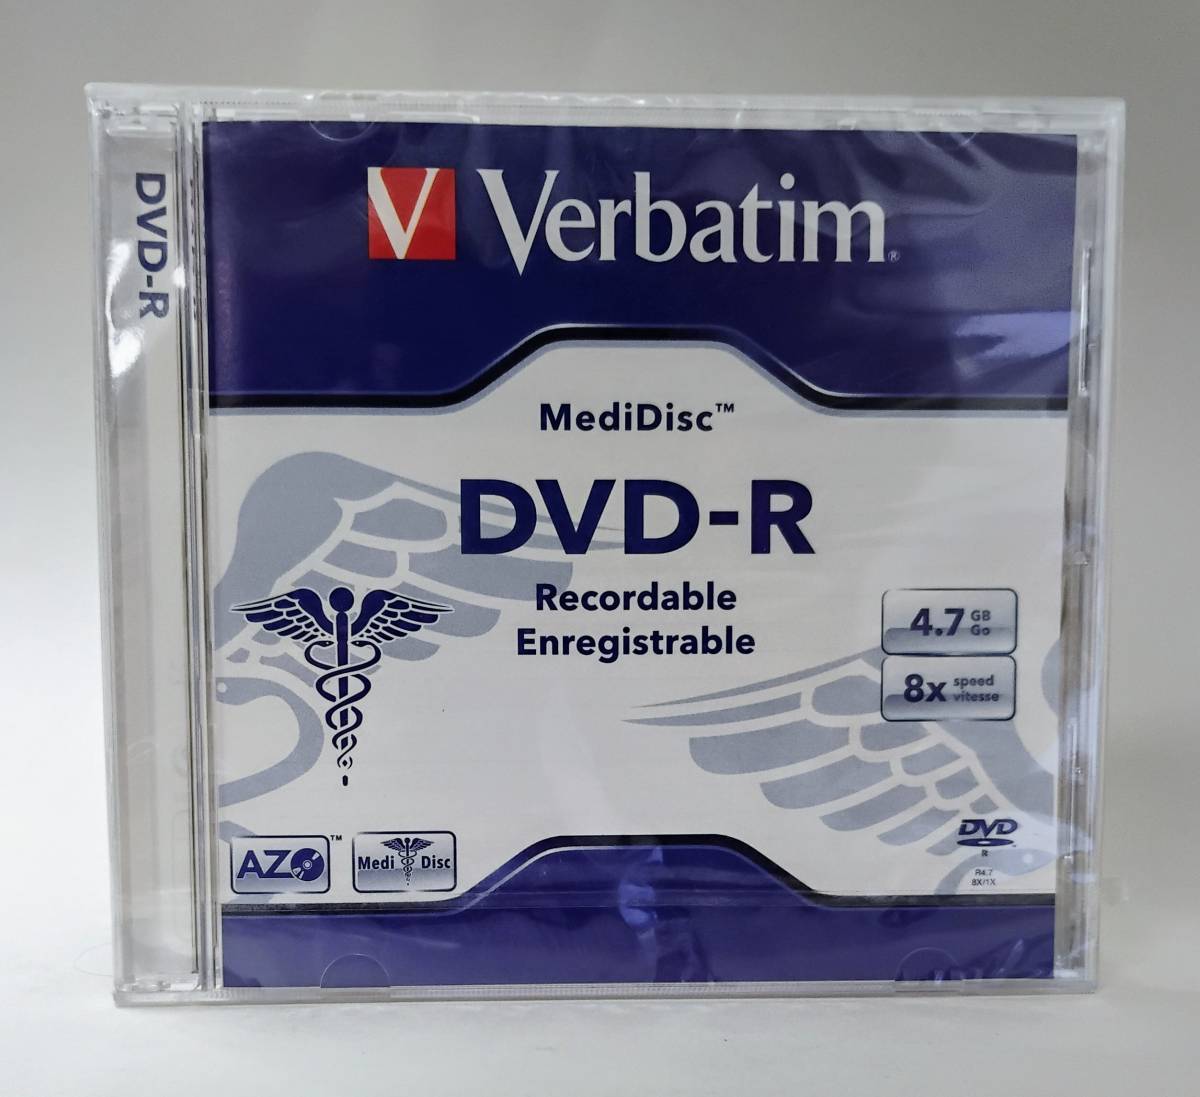 DVD-R
V Verbatim®
MediDisc™
DVD-R
Recordable
Enregistrable
4.7 GB
Go
8x speed
vitesse
AZO™
Medi Disc
DVD
R
R4.7
8X/1X